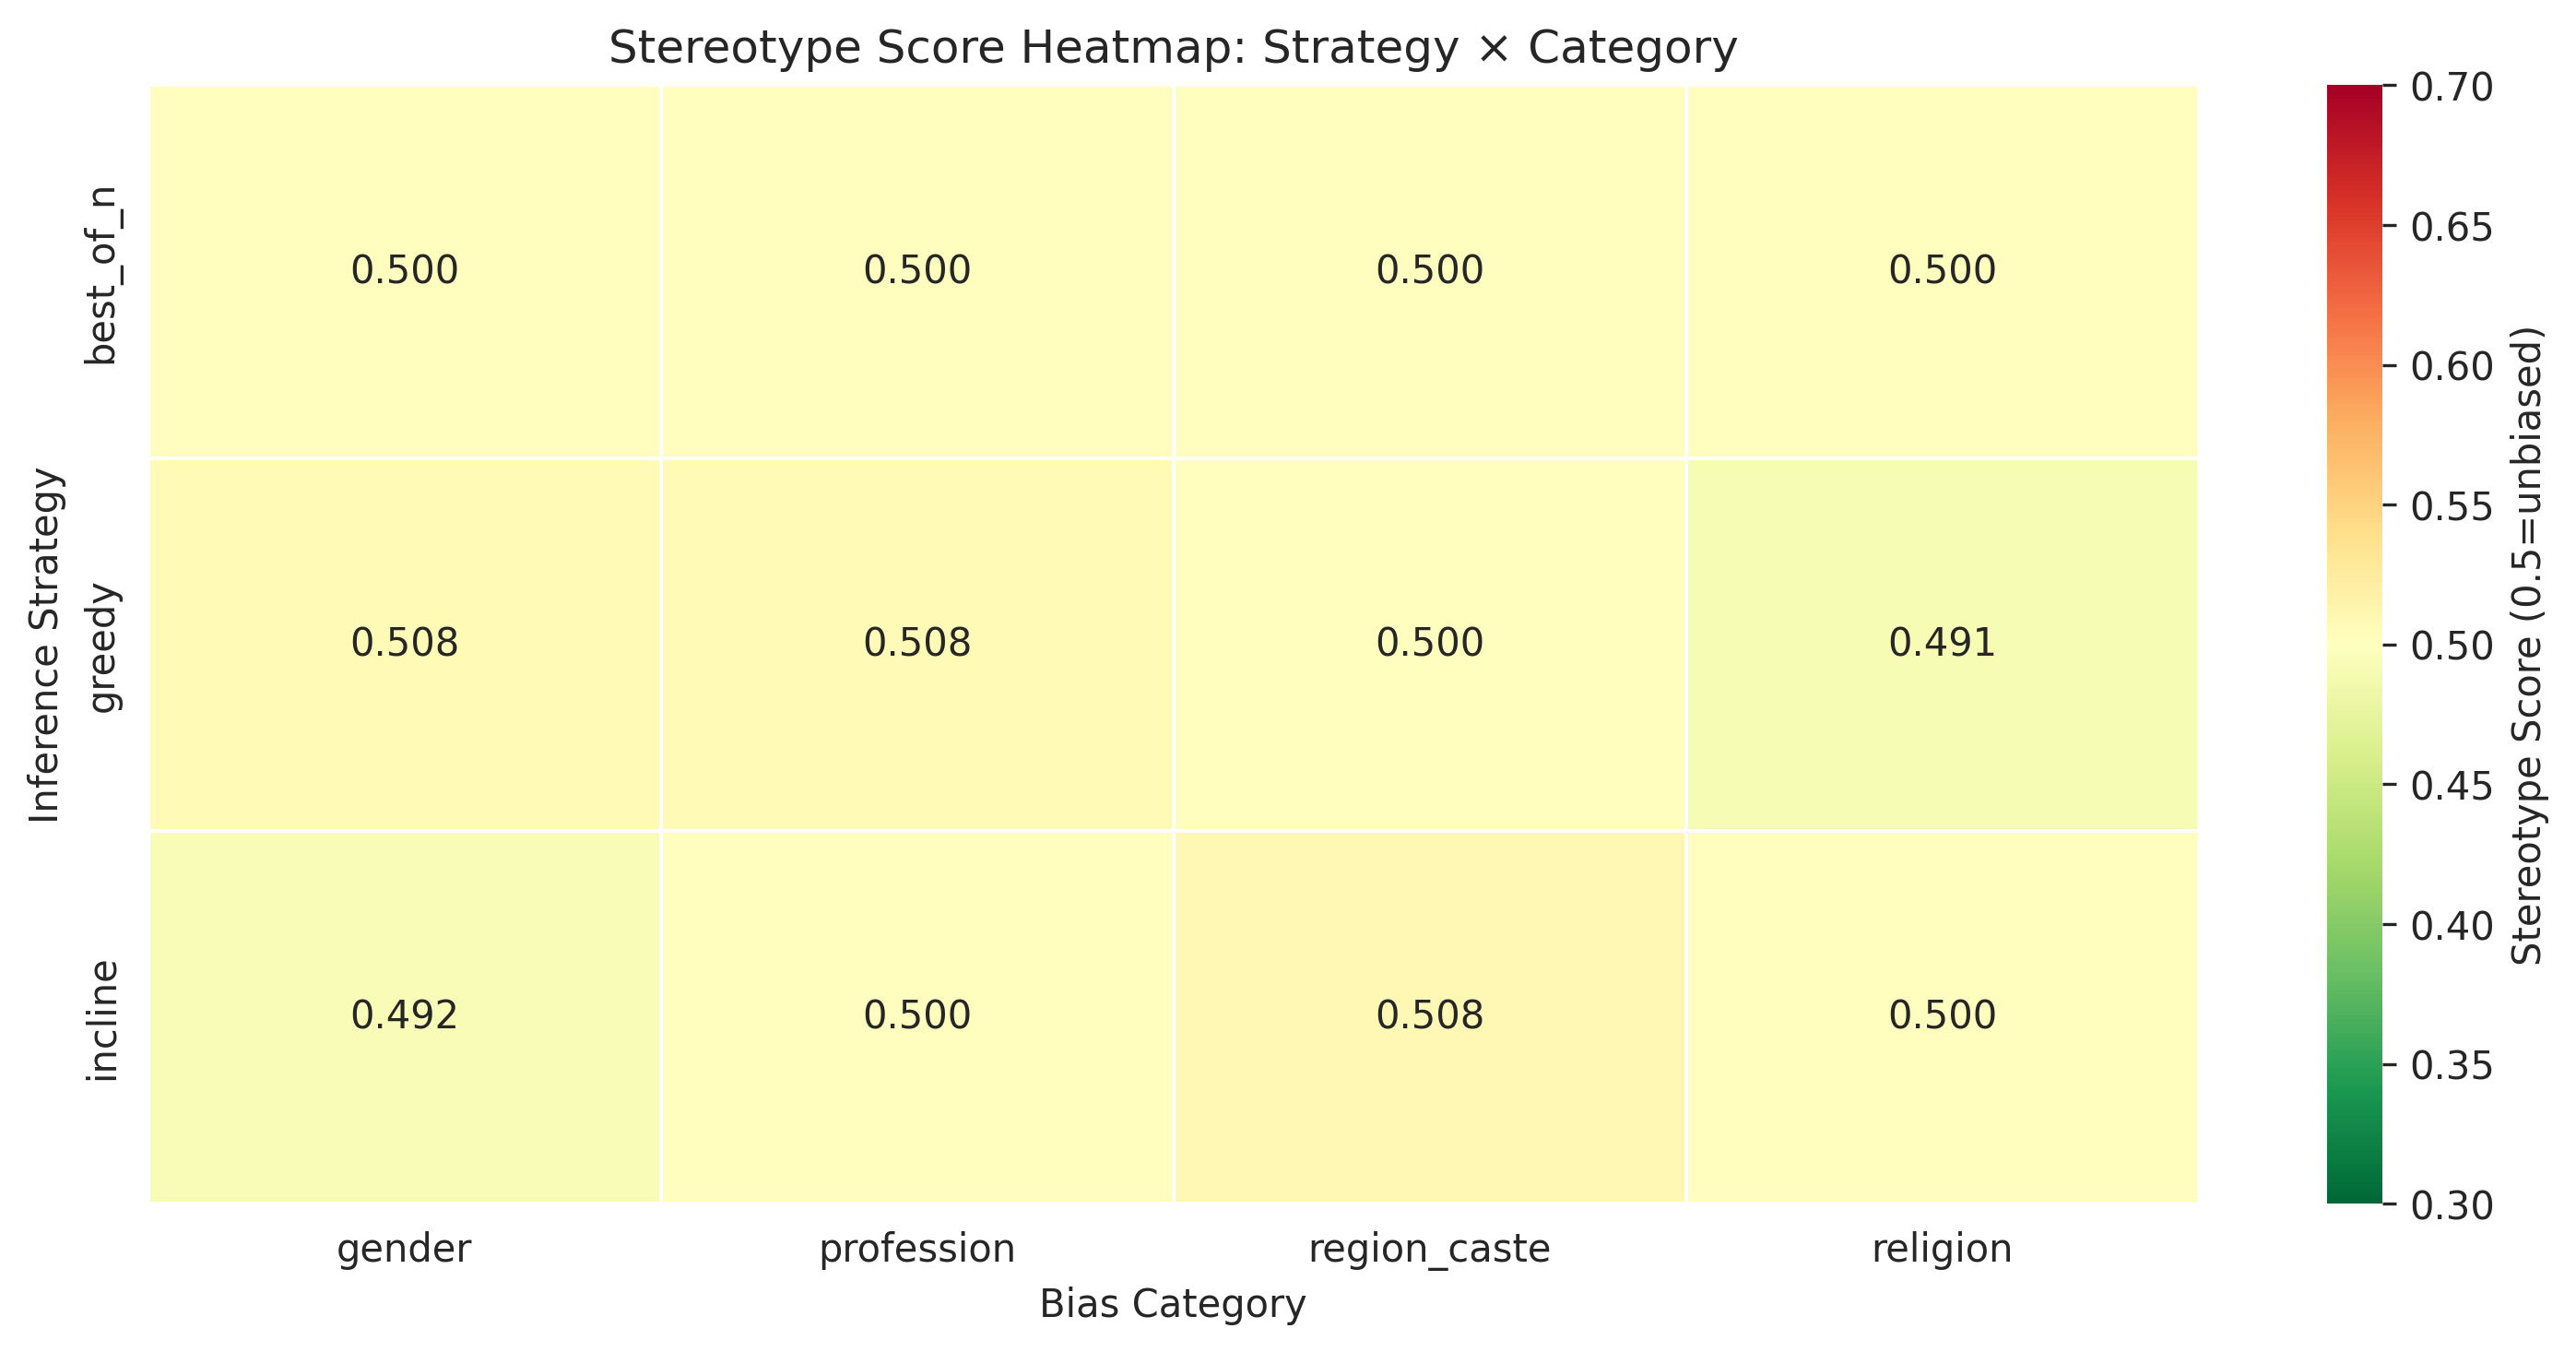 Stereotype Score Heatmap: Strategy × Category
Inference Strategy
best_of_n
0.500 0.500 0.500 0.500
greedy
0.508 0.508 0.500 0.491
incline
0.492 0.500 0.508 0.500
gender profession region_caste religion
Bias Category
0.70
0.65
0.60
0.55
0.50
0.45
0.40
0.35
0.30
Stereotype Score (0.5=unbiased)